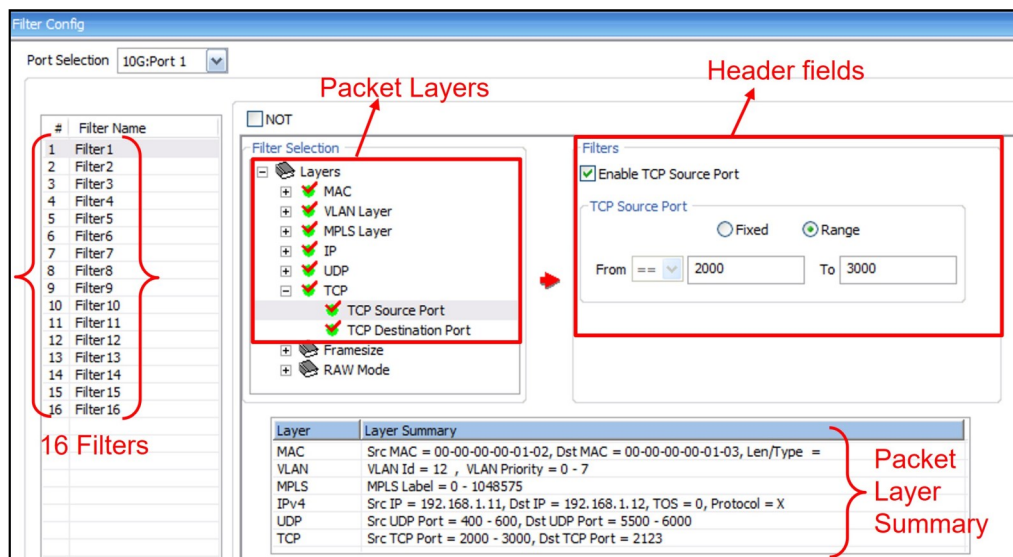 Filter Config
Port Selection 10G:Port 1
Packet Layers
Header fields
NOT
# Filter Name
1 Filter1
2 Filter2
3 Filter3
4 Filter4
5 Filter5
6 Filter6
7 Filter7
8 Filter8
9 Filter9
10 Filter10
11 Filter11
12 Filter12
13 Filter13
14 Filter14
15 Filter15
16 Filter16
16 Filters
Filter Selection
Layers
MAC
VLAN Layer
MPLS Layer
IP
UDP
TCP
TCP Source Port
TCP Destination Port
Framesize
RAW Mode
Filters
Enable TCP Source Port
TCP Source Port
Fixed Range
From == 2000 To 3000
Layer Layer Summary
MAC Src MAC = 00-00-00-00-01-02, Dst MAC = 00-00-00-00-01-03, Len/Type =
VLAN VLAN Id = 12 , VLAN Priority = 0 - 7
MPLS MPLS Label = 0 - 1048575
IPv4 Src IP = 192.168.1.11, Dst IP = 192.168.1.12, TOS = 0, Protocol = X
UDP Src UDP Port = 400 - 600, Dst UDP Port = 5500 - 6000
TCP Src TCP Port = 2000 - 3000, Dst TCP Port = 2123
Packet
Layer
Summary